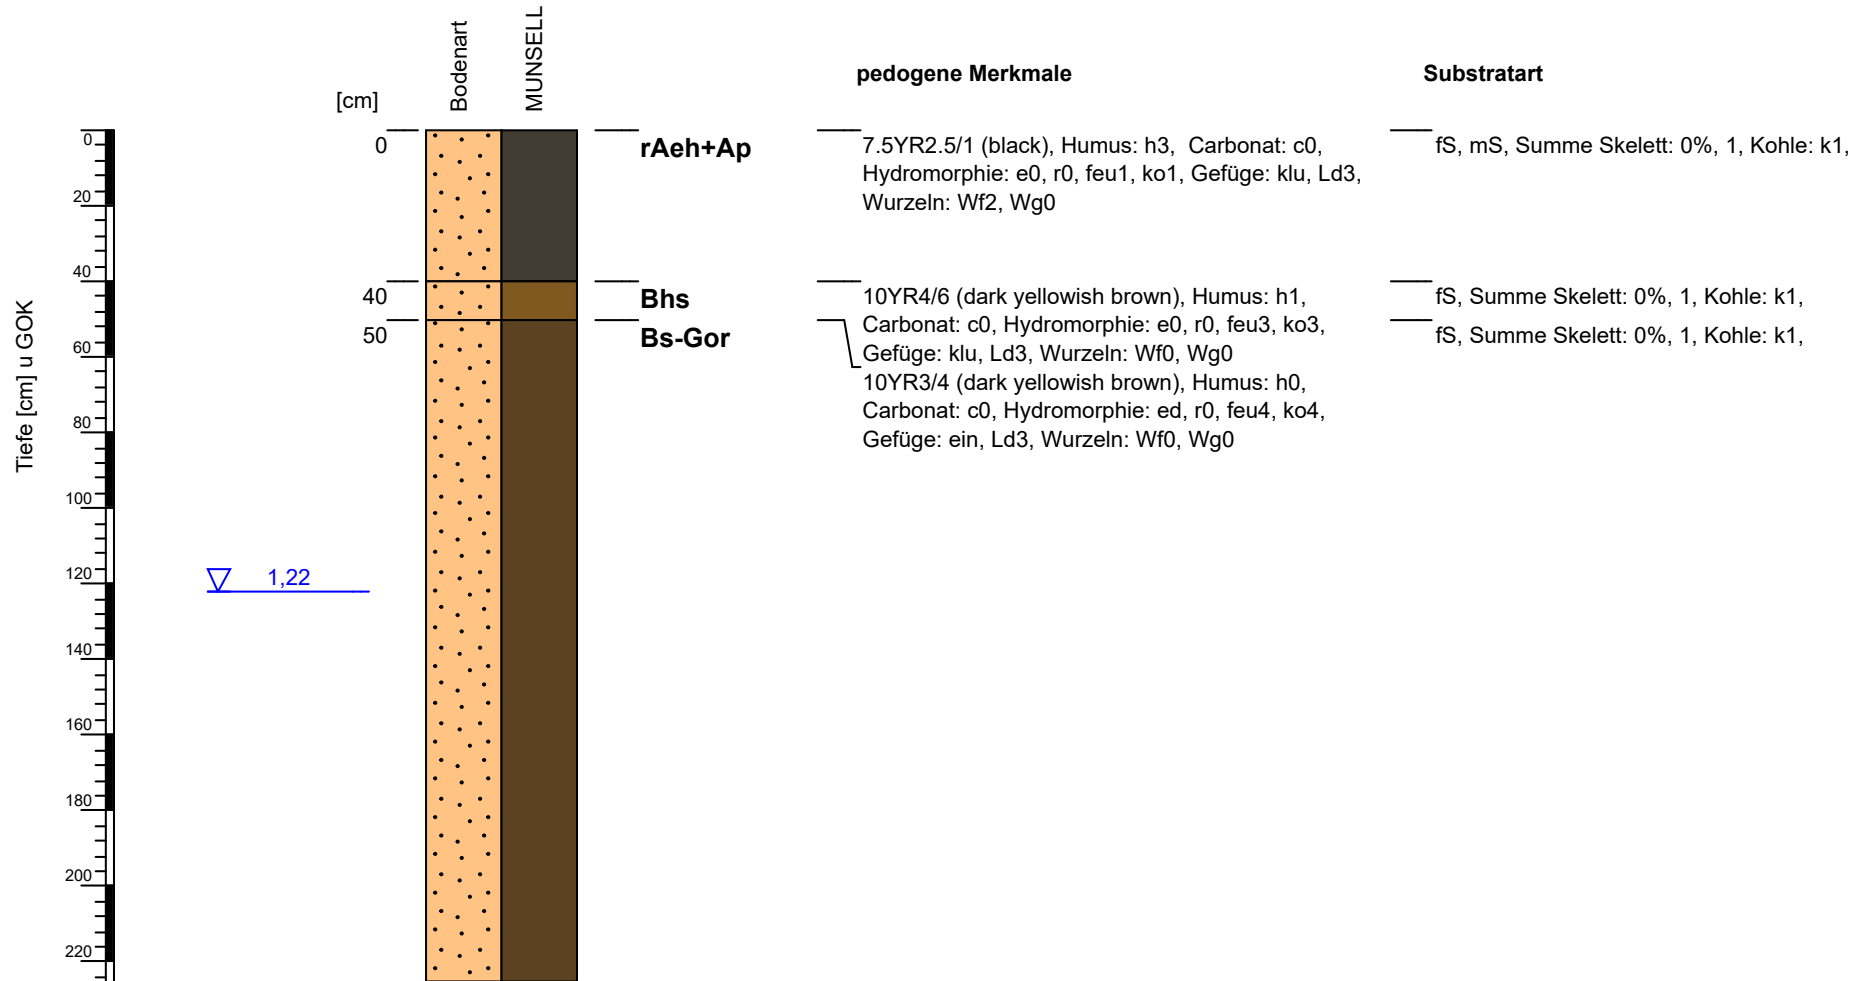 Bodenart
MUNSELL
pedogene Merkmale
Substratart
[cm]
0
0
rAeh+Ap
7.5YR2.5/1 (black), Humus: h3, Carbonat: c0,
Hydromorphie: e0, r0, feu1, ko1, Gefüge: klu, Ld3,
Wurzeln: Wf2, Wg0
fS, mS, Summe Skelett: 0%, 1, Kohle: k1,
20
40
40
Bhs
10YR4/6 (dark yellowish brown), Humus: h1,
Carbonat: c0, Hydromorphie: e0, r0, feu3, ko3,
Gefüge: klu, Ld3, Wurzeln: Wf0, Wg0
fS, Summe Skelett: 0%, 1, Kohle: k1,
50
Bs-Gor
10YR3/4 (dark yellowish brown), Humus: h0,
Carbonat: c0, Hydromorphie: ed, r0, feu4, ko4,
Gefüge: ein, Ld3, Wurzeln: Wf0, Wg0
fS, Summe Skelett: 0%, 1, Kohle: k1,
60
Tiefe [cm] u GOK
80
100
120
1,22
140
160
180
200
220